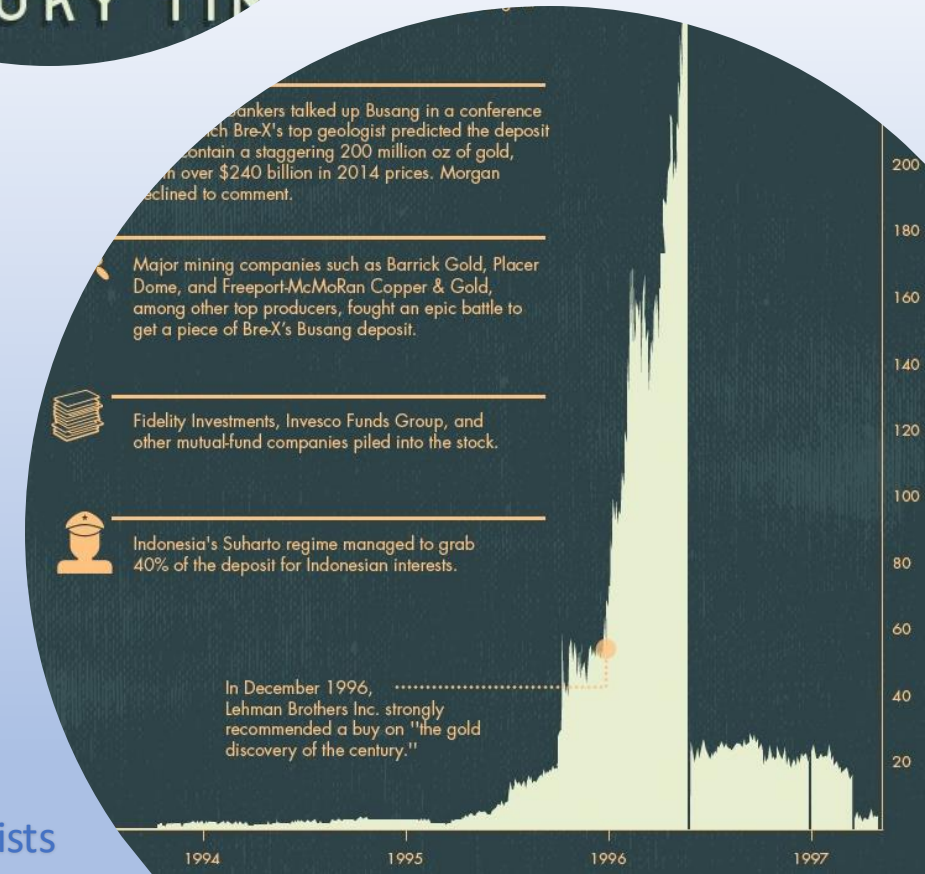 ankers talked up Busang in a conference
ch Bre-X's top geologist predicted the deposit
contain a staggering 200 million oz of gold,
over $240 billion in 2014 prices. Morgan
eclined to comment.
Major mining companies such as Barrick Gold, Placer
Dome, and Freeport-McMoRan Copper & Gold,
among other top producers, fought an epic battle to
get a piece of Bre-X's Busang deposit.
Fidelity Investments, Invesco Funds Group, and
other mutual-fund companies piled into the stock.
Indonesia's Suharto regime managed to grab
40% of the deposit for Indonesian interests.
In December 1996,
Lehman Brothers Inc. strongly
recommended a buy on "the gold
discovery of the century."
200
180
160
140
120
100
80
60
40
20
1994
1995
1996
1997
ists